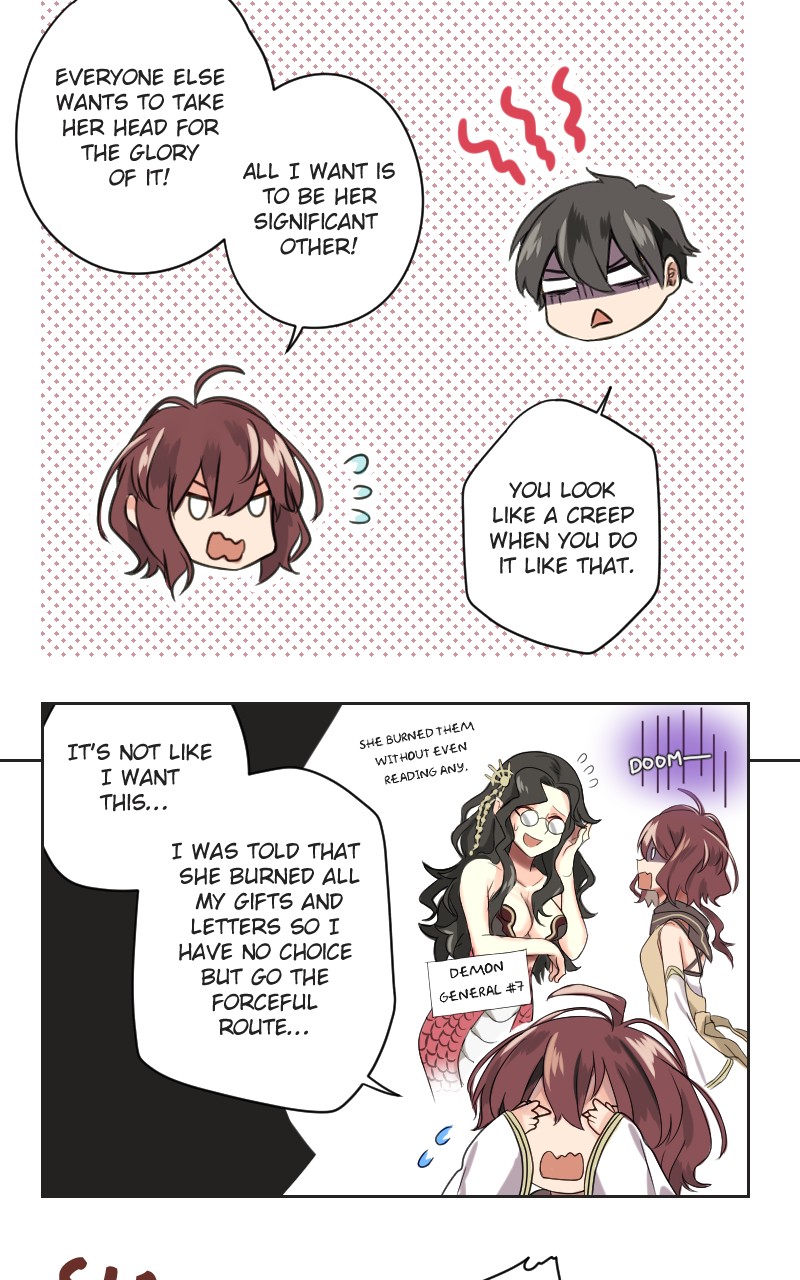 EVERYONE ELSE
WANTS TO TAKE
HER HEAD FOR
THE GLORY
OF IT!
ALL I WANT IS
TO BE HER
SIGNIFICANT
OTHER!
YOU LOOK
LIKE A CREEP
WHEN YOU DO
IT LIKE THAT.
IT'S NOT LIKE
I WANT
THIS...
I WAS TOLD THAT
SHE BURNED ALL
MY GIFTS AND
LETTERS SO I
HAVE NO CHOICE
BUT GO THE
FORCEFUL
ROUTE...
SHE BURNED THEM
WITHOUT EVEN
READING ANY.
DOOM—
DEMON
GENERAL #7